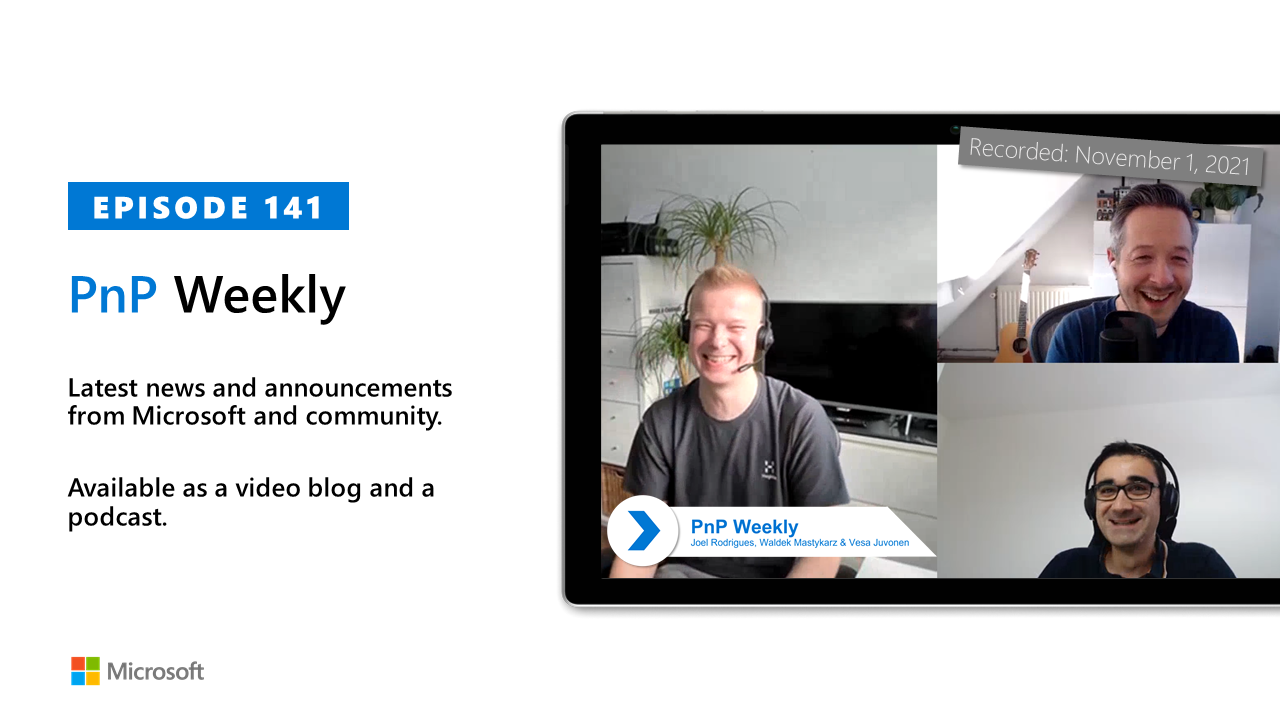 EPISODE 141
PnP Weekly
Latest news and announcements
from Microsoft and community.
Available as a video blog and a
podcast.
Microsoft
Recorded: November 1, 2021
PnP Weekly
Joel Rodrigues, Waldek Mastykarz & Vesa Juvonen